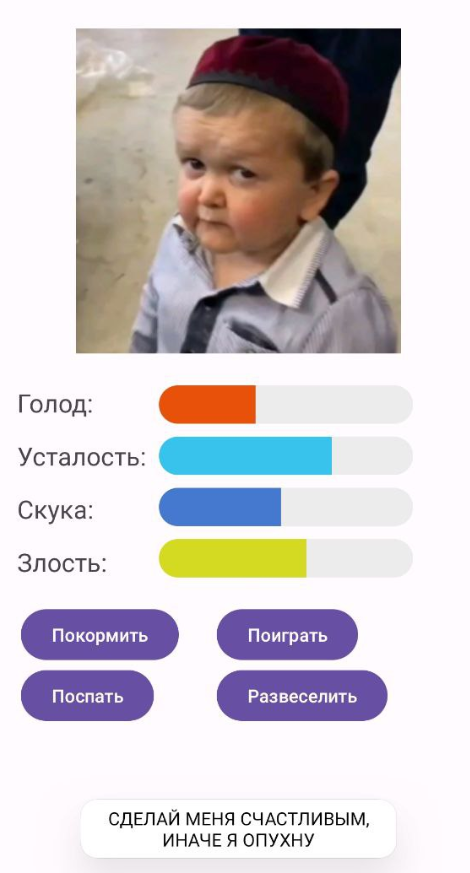 Голод:
Усталость:
Скука:
Злость:
Покормить
Поиграть
Поспать
Развеселить
СДЕЛАЙ МЕНЯ СЧАСТЛИВЫМ,
ИНАЧЕ Я ОПУХНУ